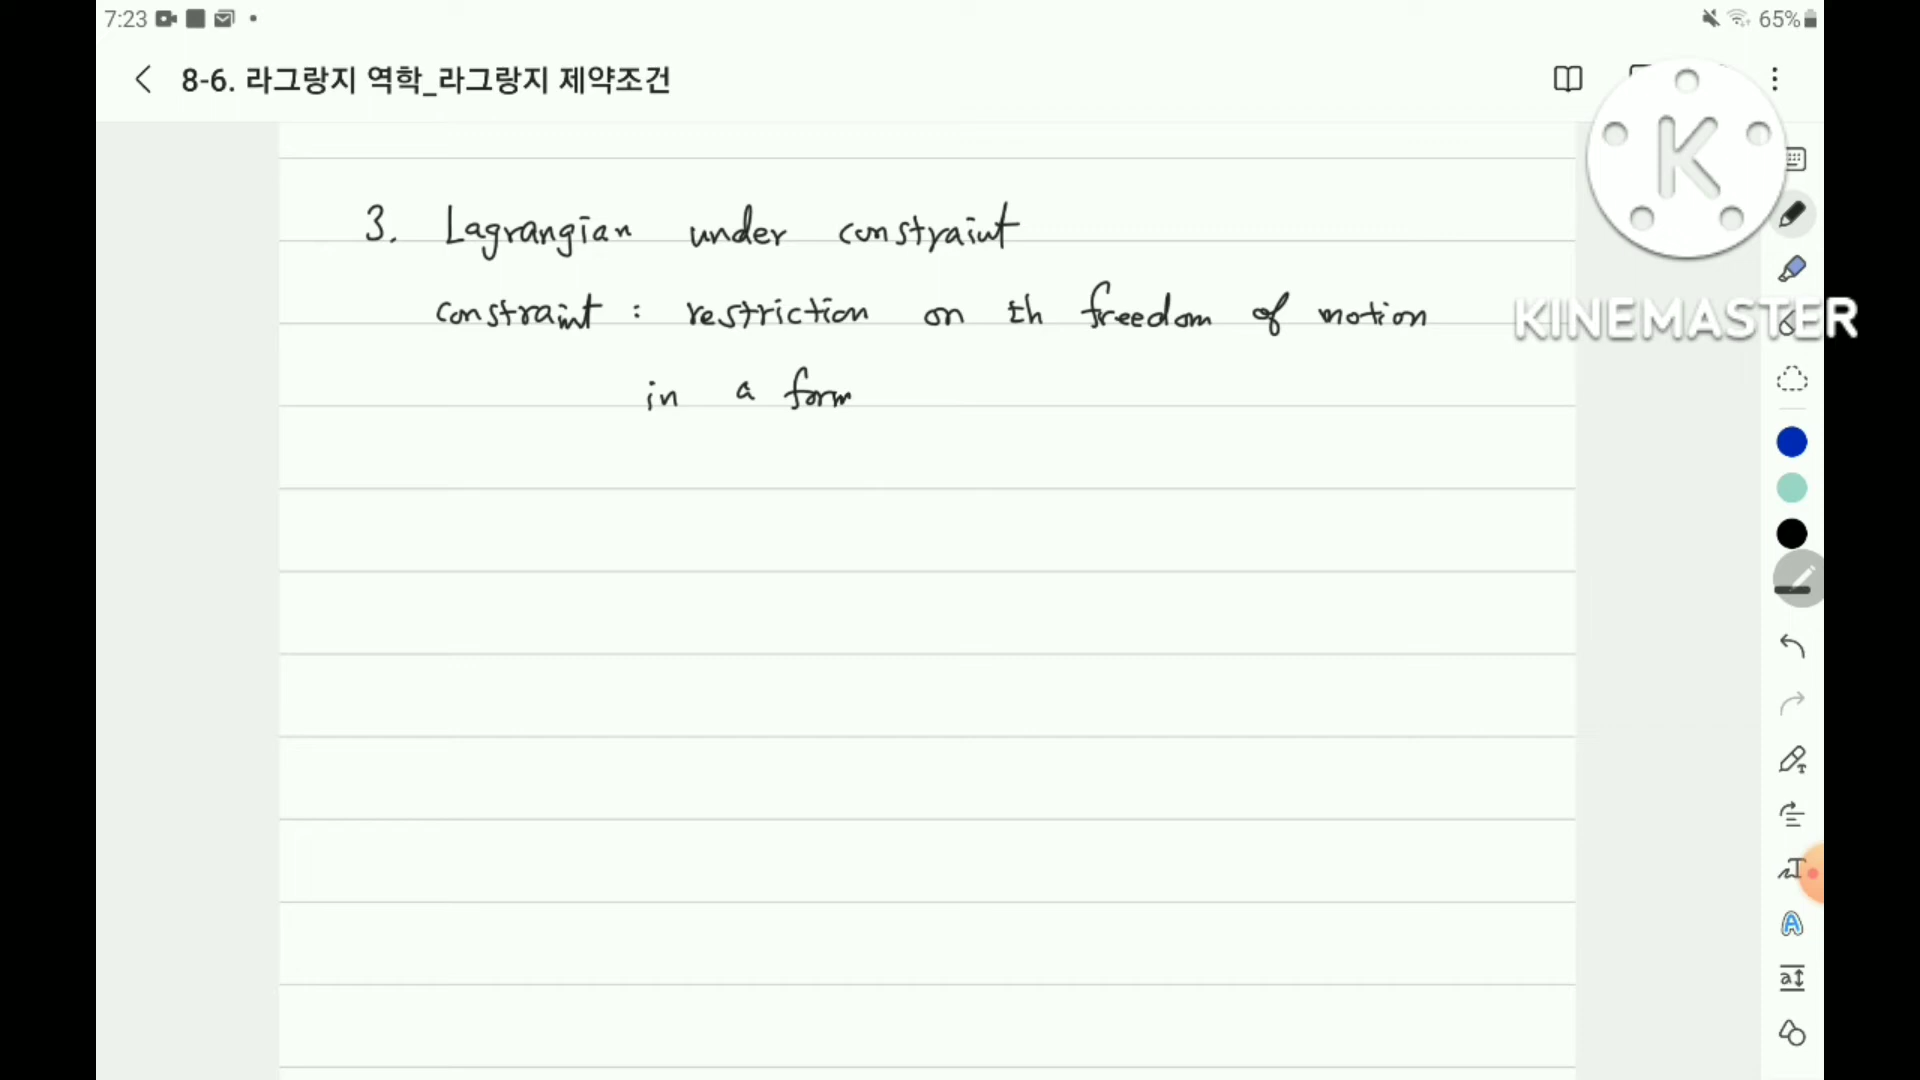 7:23
65%
8-6. 라그랑지 역학_라그랑지 제약조건
K
KINEMASTER
3. Lagrangian under constraint
constraint : restriction on th freedom of motion
in a form